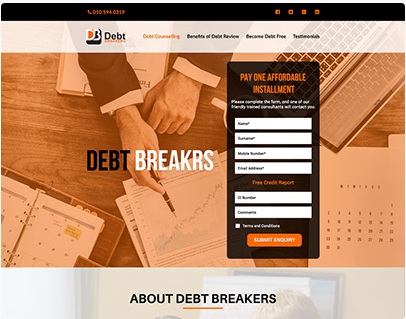 010 594 0359
Debt
BREAKERS
Debt Counselling Benefits of Debt Review Become Debt Free Testimonials
PAY ONE AFFORDABLE
INSTALLMENT
Please complete the form, and one of our
friendly trained consultants will contact you.
Name*
Surname*
Mobile Number*
Email Address*
DEBT BREAKRS
Free Credit Report
ID Number
Comments
Terms and Conditions
SUBMIT ENQUIRY
ABOUT DEBT BREAKERS